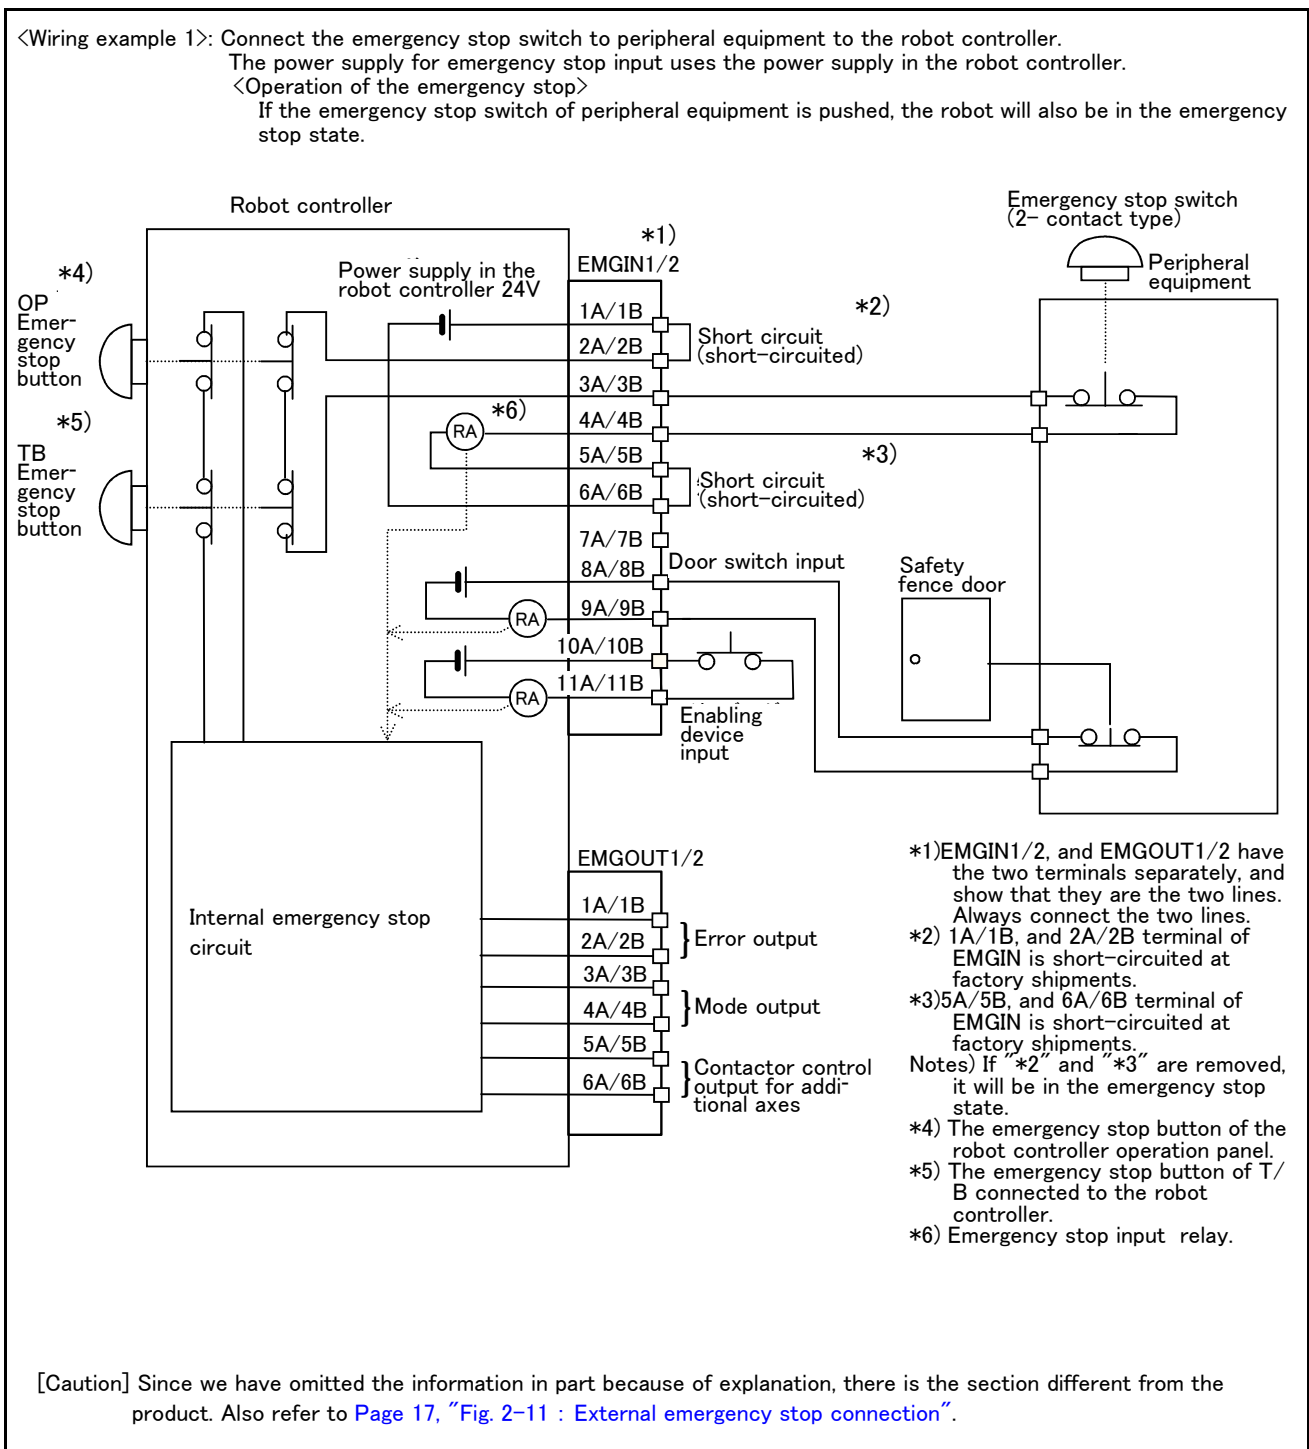 <Wiring example 1>: Connect the emergency stop switch to peripheral equipment to the robot controller.
The power supply for emergency stop input uses the power supply in the robot controller.
<Operation of the emergency stop>
If the emergency stop switch of peripheral equipment is pushed, the robot will also be in the emergency
stop state.
Robot controller
Emergency stop switch
(2- contact type)
*1)
EMGIN1/2
Peripheral
equipment
*4)
Power supply in the
robot controller 24V
OP
Emer-
gency
stop
button
1A/1B
*2)
Short circuit
(short-circuited)
2A/2B
3A/3B
*5)
*6)
RA
4A/4B
TB
Emer-
gency
stop
button
5A/5B
*3)
Short circuit
(short-circuited)
6A/6B
7A/7B
Door switch input
8A/8B
Safety
fence door
9A/9B
RA
10A/10B
11A/11B
RA
Enabling
device
input
EMGOUT1/2
Internal emergency stop
circuit
1A/1B
2A/2B
Error output
3A/3B
4A/4B
Mode output
5A/5B
6A/6B
Contactor control
output for addi-
tional axes
*1)EMGIN1/2, and EMGOUT1/2 have
the two terminals separately, and
show that they are the two lines.
Always connect the two lines.
*2) 1A/1B, and 2A/2B terminal of
EMGIN is short-circuited at
factory shipments.
*3)5A/5B, and 6A/6B terminal of
EMGIN is short-circuited at
factory shipments.
Notes) If "*2" and "*3" are removed,
it will be in the emergency stop
state.
*4) The emergency stop button of the
robot controller operation panel.
*5) The emergency stop button of T/
B connected to the robot
controller.
*6) Emergency stop input relay.
[Caution] Since we have omitted the information in part because of explanation, there is the section different from the
product. Also refer to Page 17, "Fig. 2-11 : External emergency stop connection".